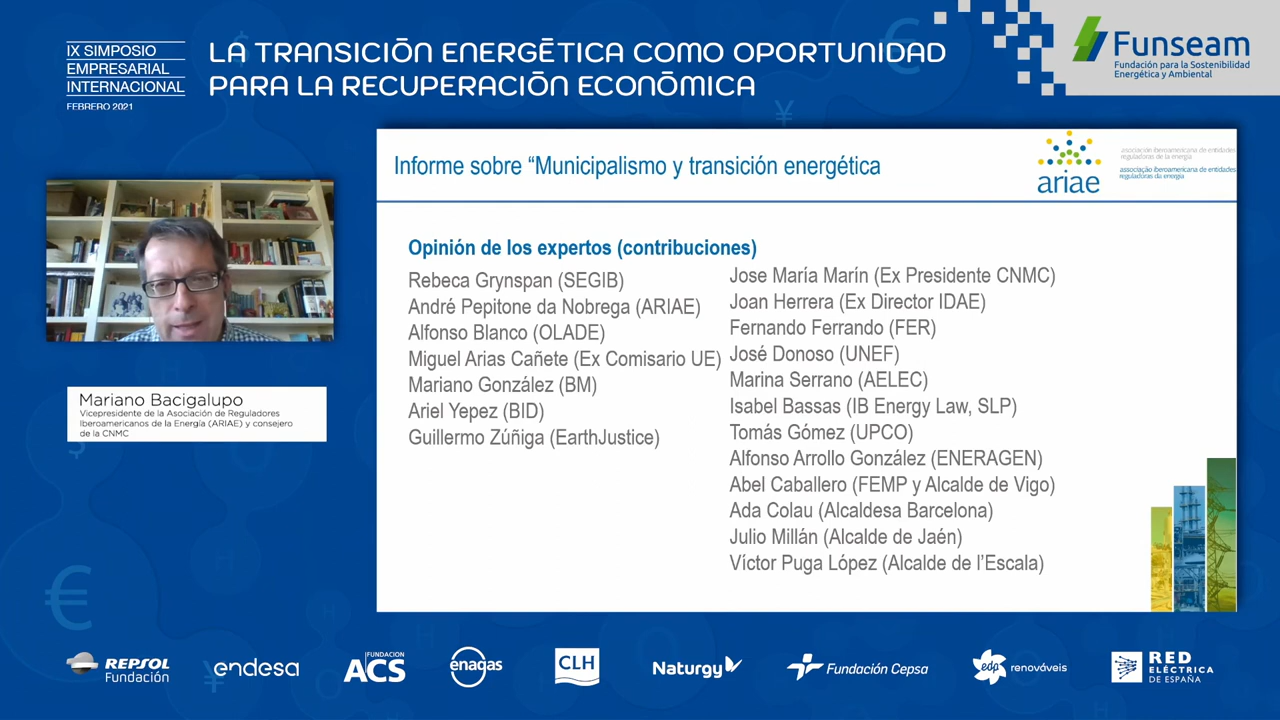 IX SIMPOSIO
EMPRESARIAL
INTERNACIONAL
FEBRERO 2021
LA TRANSICIÓN ENERGÉTICA COMO OPORTUNIDAD
PARA LA RECUPERACIÓN ECONÓMICA
Funseam
Fundación para la Sostenibilidad
Energética y Ambiental
Informe sobre “Municipalismo y transición energética
ariae
asociación iberoamericana de entidades
reguladoras de la energía
associação iberoamericana de entidades
reguladoras da energia
Mariano Bacigalupo
Vicepresidente de la Asociación de Reguladores
Iberoamericanos de la Energía (ARIAE) y consejero
de la CNMC
Opinión de los expertos (contribuciones)
Rebeca Grynspan (SEGIB)
André Pepitone da Nobrega (ARIAE)
Alfonso Blanco (OLADE)
Miguel Arias Cañete (Ex Comisario UE)
Mariano González (BM)
Ariel Yepez (BID)
Guillermo Zúñiga (EarthJustice)
Jose María Marín (Ex Presidente CNMC)
Joan Herrera (Ex Director IDAE)
Fernando Ferrando (FER)
José Donoso (UNEF)
Marina Serrano (AELEC)
Isabel Bassas (IB Energy Law, SLP)
Tomás Gómez (UPCO)
Alfonso Arrollo González (ENERAGEN)
Abel Caballero (FEMP y Alcalde de Vigo)
Ada Colau (Alcaldesa Barcelona)
Julio Millán (Alcalde de Jaén)
Víctor Puga López (Alcalde de l’Escala)
REPSOL
Fundación
endesa
FUNDACION
ACS
enagas
CLH
Naturgy
Fundación Cepsa
edp
renováveis
RED
ELÉCTRICA
DE ESPAÑA